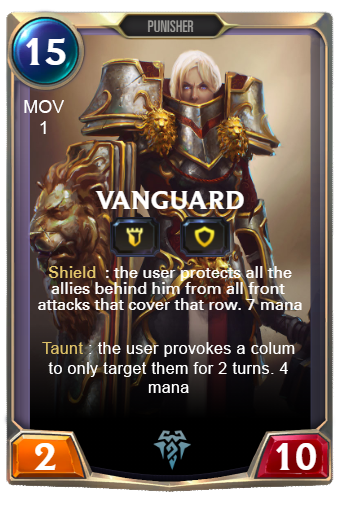 PUNISHER
15
MOV
1
VANGUARD
Shield : the user protects all the
allies behind him from all front
attacks that cover that row. 7 mana
Taunt : the user provokes a colum
to only target them for 2 turns. 4
mana
2
10